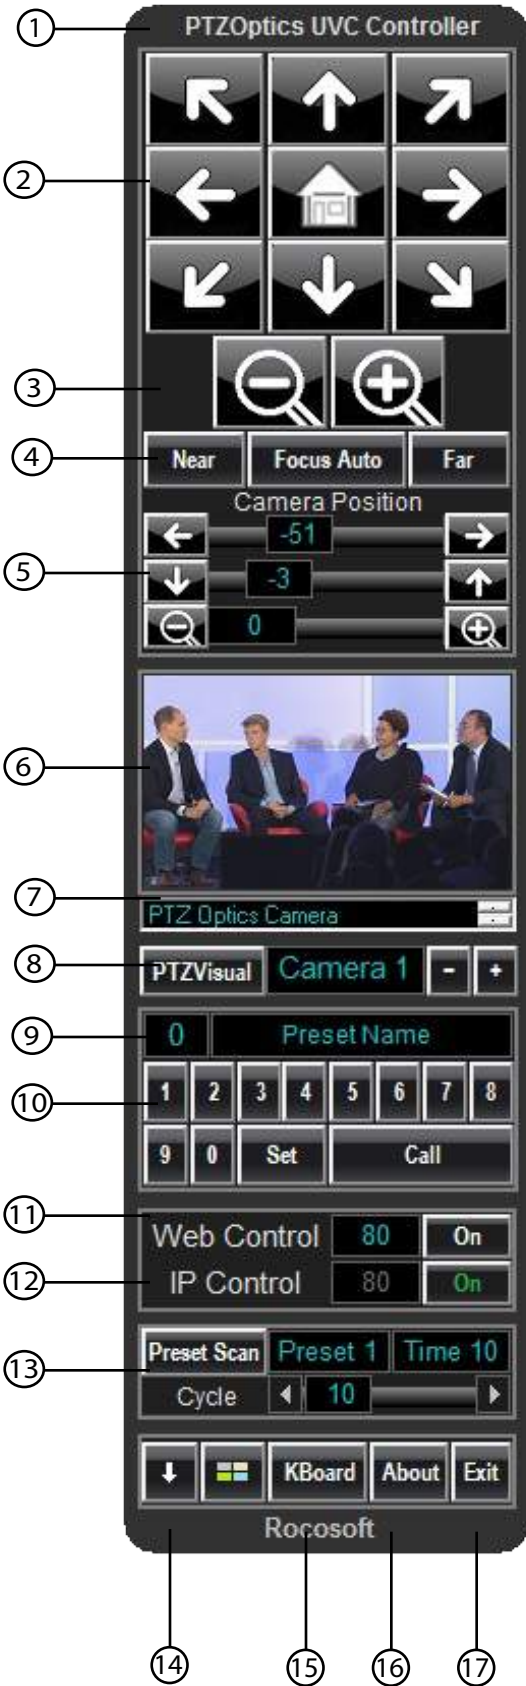 1 PTZOptics UVC Controller
2
3
4 Near Focus Auto Far
Camera Position
-51
5 -3
0
6
7 PTZ Optics Camera
8 PTZVisual Camera 1 - +
9 0 Preset Name
10 1 2 3 4 5 6 7 8
9 0 Set Call
11 Web Control 80 On
12 IP Control 80 On
13 Preset Scan Preset 1 Time 10
Cycle 10
KBoard About Exit
Rocosoft
14 15 16 17